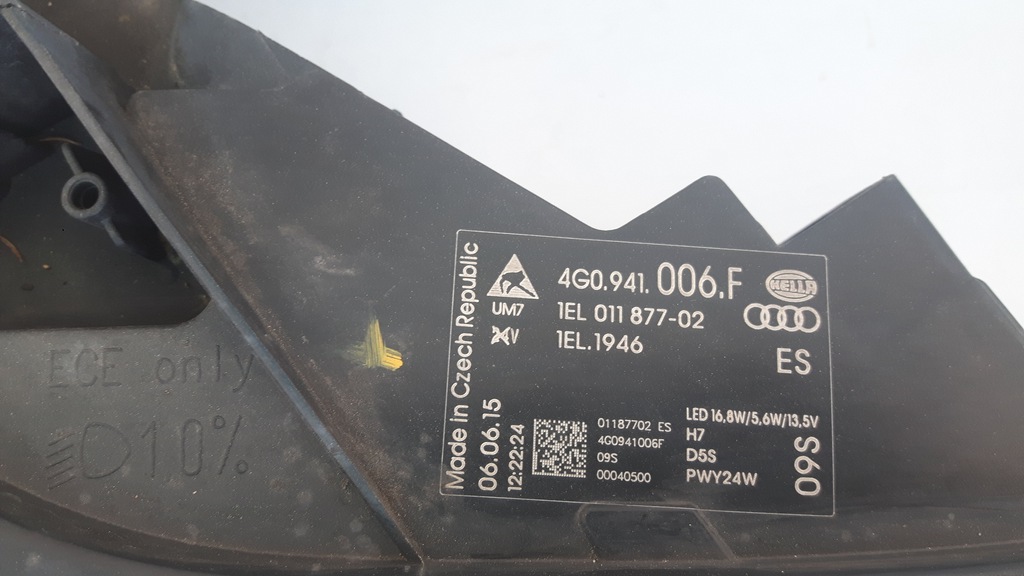 4G0.941.006.F
HELLA
UM7
1EL 011 877-02
1EL.1946
ES
Made in Czech Republic
06.06.15
12:22:24
01187702 ES
4G0941006F
09S
00040500
LED 16,8W/5,6W/13,5V
H7
D5S
PWY24W
09S
ECE only
10%